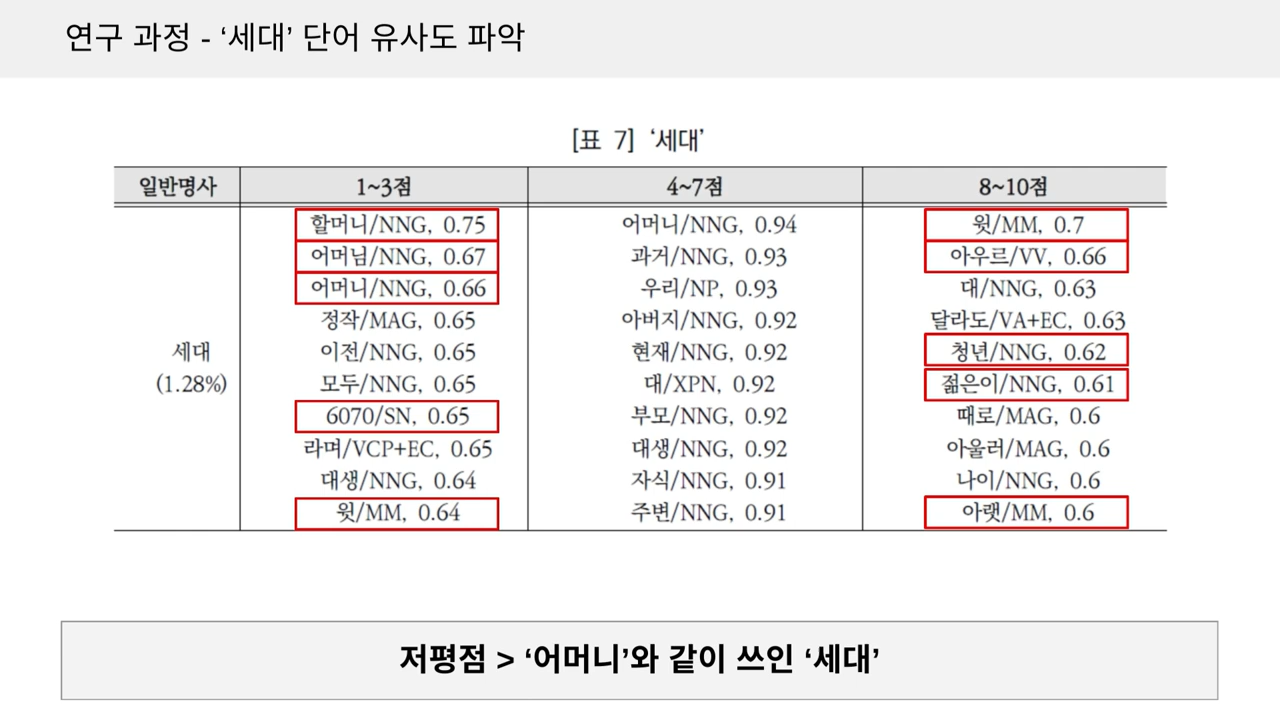 연구 과정 - ‘세대’ 단어 유사도 파악
[표 7] ‘세대’
일반명사 1~3점 4~7점 8~10점
할머니/NNG, 0.75 어머니/NNG, 0.94 윗/MM, 0.7
어머님/NNG, 0.67 과거/NNG, 0.93 아우르/VV, 0.66
어머니/NNG, 0.66 우리/NP, 0.93 대/NNG, 0.63
정작/MAG, 0.65 아버지/NNG, 0.92 달라도/VA+EC, 0.63
세대 이전/NNG, 0.65 현재/NNG, 0.92 청년/NNG, 0.62
(1.28%) 모두/NNG, 0.65 대/XPN, 0.92 젊은이/NNG, 0.61
6070/SN, 0.65 부모/NNG, 0.92 때로/MAG, 0.6
라며/VCP+EC, 0.65 대생/NNG, 0.92 아울러/MAG, 0.6
대생/NNG, 0.64 자식/NNG, 0.91 나이/NNG, 0.6
윗/MM, 0.64 주변/NNG, 0.91 아랫/MM, 0.6
저평점 > ‘어머니’와 같이 쓰인 ‘세대’